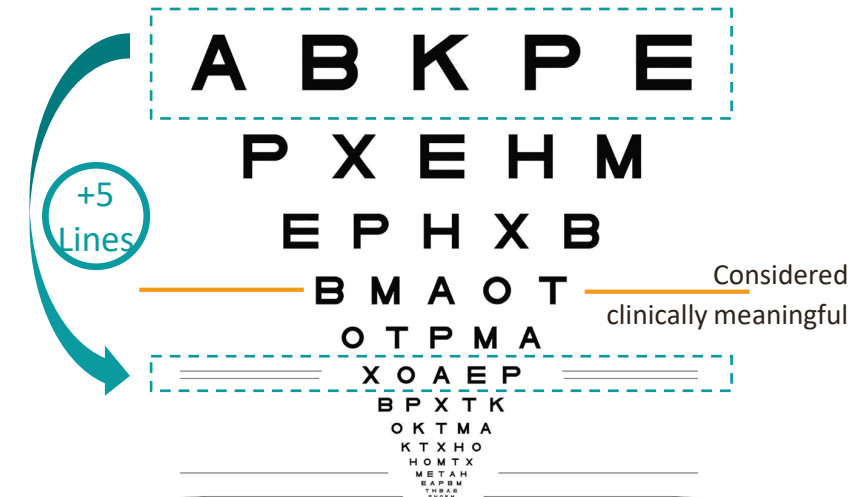 A B K P E
P X E H M
+5
Lines
E P H X B
B M A O T
Considered
clinically meaningful
O T P M A
X O A E P
B P X T K
O K T M A
K T X H O
H O M T X
M E T A H
E A P B M